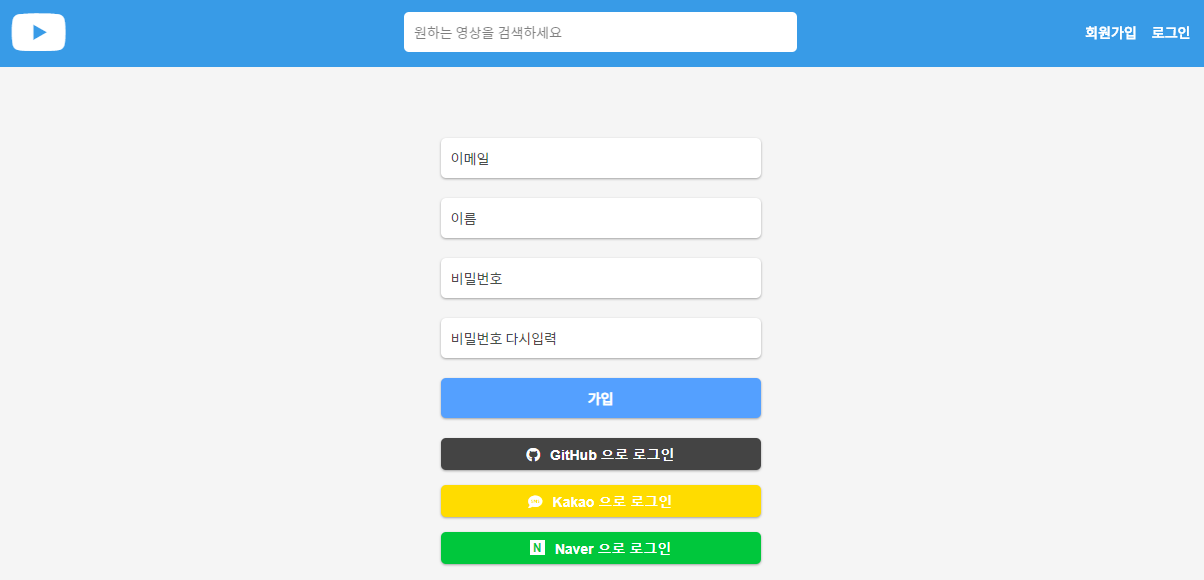 원하는 영상을 검색하세요
회원가입 로그인
이메일
이름
비밀번호
비밀번호 다시입력
가입
GitHub 으로 로그인
Kakao 으로 로그인
N Naver 으로 로그인